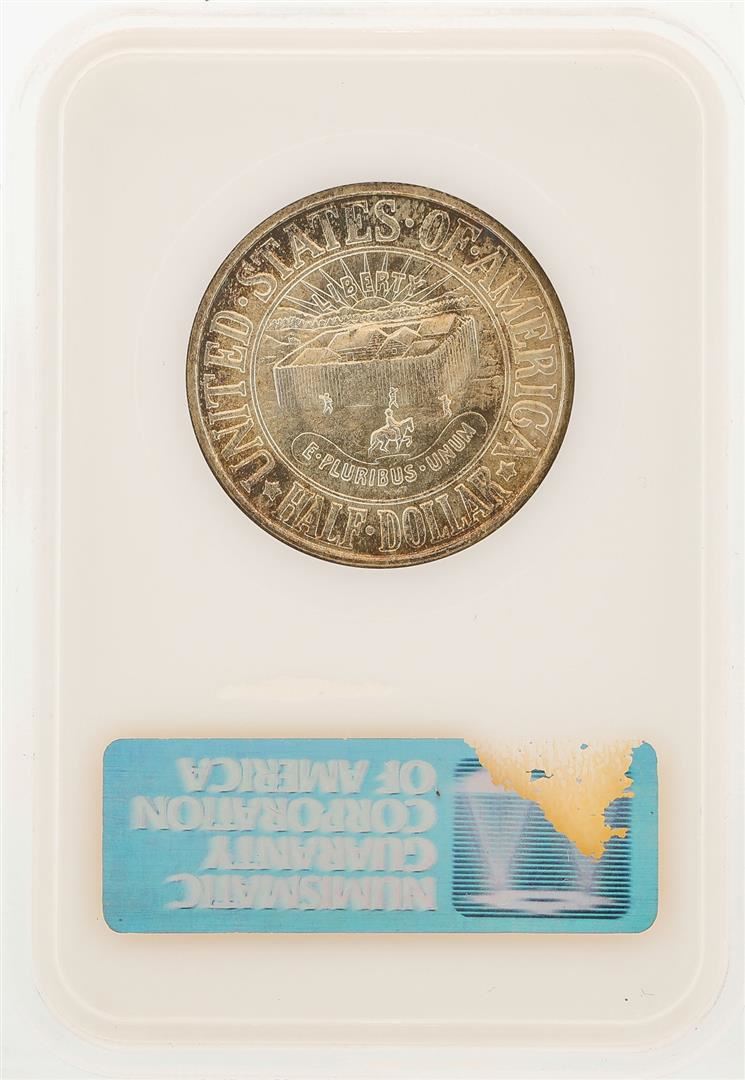 UNITED·STATES·OF·AMERICA
LIBERTY
E·PLURIBUS·UNUM
★HALF·DOLLAR★
NUMISMATIC
GUARANTY
CORPORATION
OF AMERICA